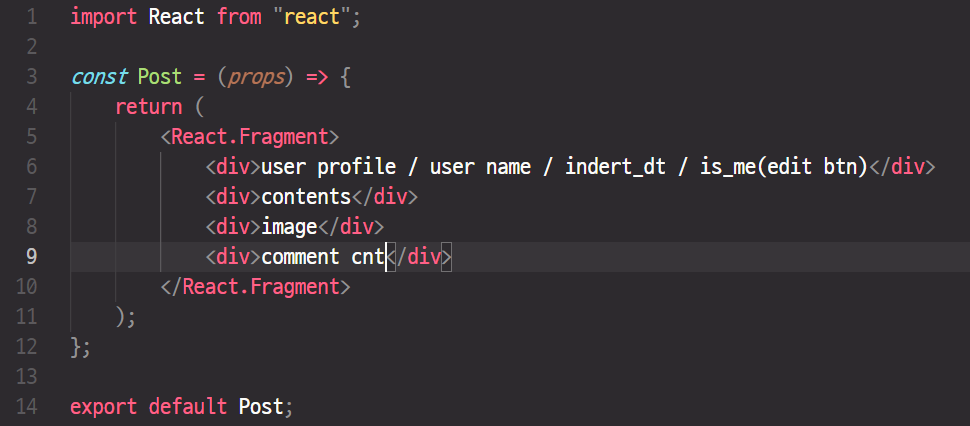 1 import React from "react";
2
3 const Post = (props) => {
4     return (
5         <React.Fragment>
6             <div>user profile / user name / indert_dt / is_me(edit btn)</div>
7             <div>contents</div>
8             <div>image</div>
9             <div>comment cnt</div>
10         </React.Fragment>
11     );
12 };
13
14 export default Post;